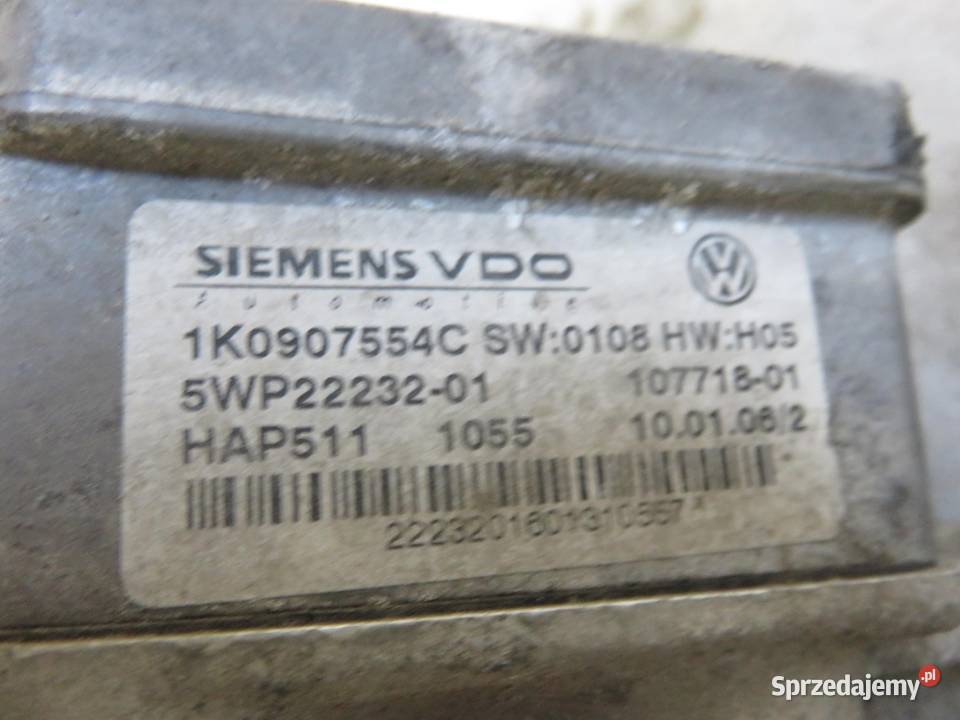 SIEMENS VDO
Automotive
1K0907554C SW:0108 HW:H05
5WP22232-01 107718-01
HAP511 1055 10.01.06/2
2223201601310557
Sprzedajemy.pl